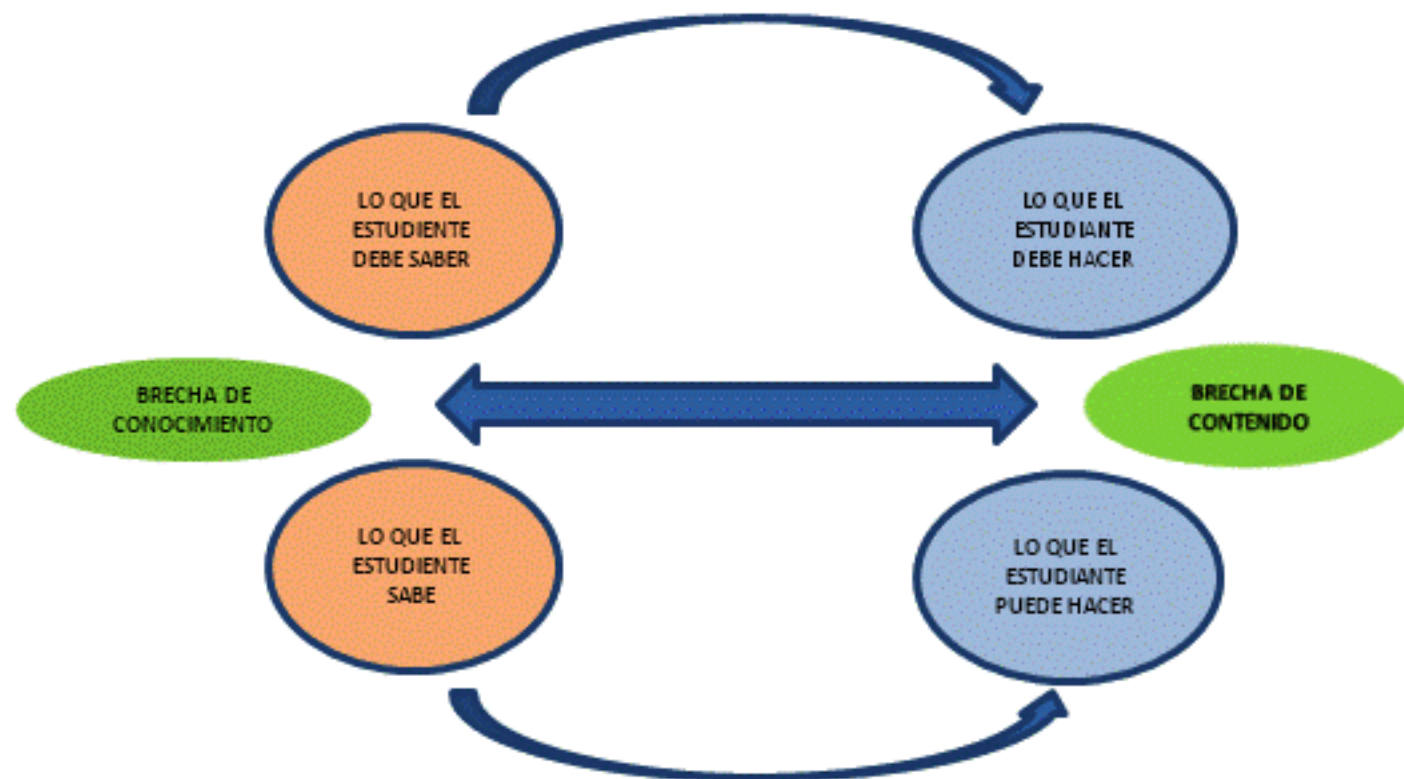 LO QUE EL
ESTUDIENTE
DEBE SABER
LO QUE EL
ESTUDIANTE
DEBE HACER
BRECHA DE
CONOCIMIENTO
BRECHA DE
CONTENIDO
LO QUE EL
ESTUDIENTE
SABE
LO QUE EL
ESTUDIANTE
PUEDE HACER